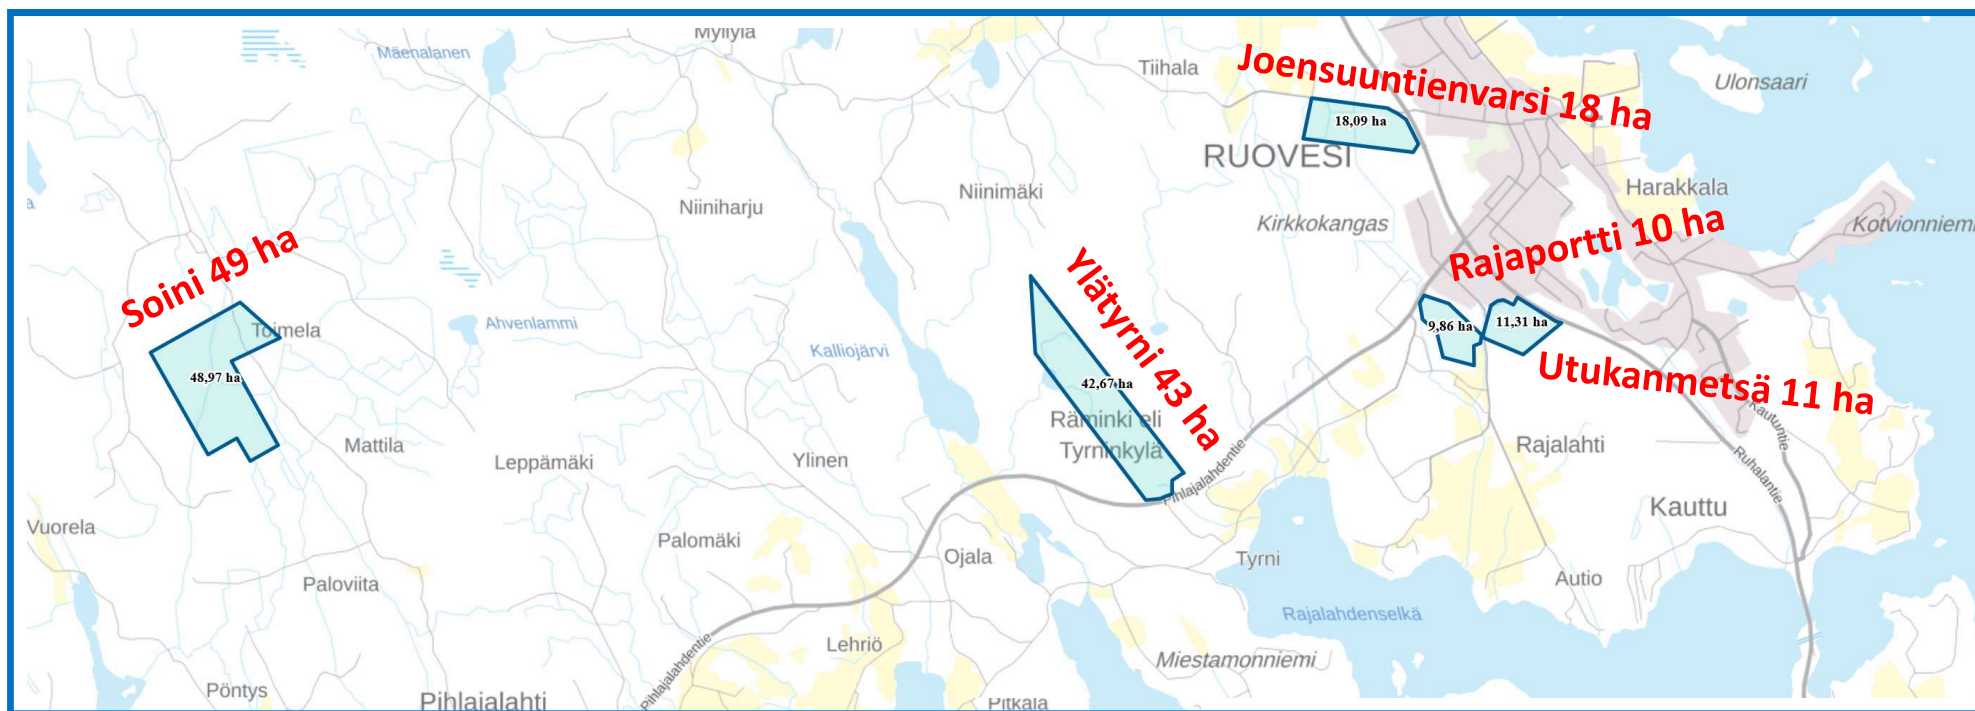 Myllylä
Mäenalanen
Tiihala
Joensuuntienvarsi 18 ha
Ulonsaari
18,09 ha
RUOVESI
Niiniharju
Niinimäki
Harakkala
Kirkkokangas
Kotvionniemi
Rajaportti 10 ha
Soini 49 ha
Toimela
Ahvenlammi
Kalliojärvi
Ylätyrni 43 ha
9,86 ha
11,31 ha
Utukanmetsä 11 ha
48,97 ha
42,67 ha
Räminki eli
Tyrninkylä
Mattila
Leppämäki
Ylinen
Pihlajalahdentie
Rajalahti
Kautuntie
Ruhalantie
Kauttu
Vuorela
Palomäki
Ojala
Tyrni
Autio
Paloviita
Rajalahdenselkä
Lehriö
Miestamonniemi
Pihlajalahdentie
Pöntys
Pihlajalahti
Pitkälä